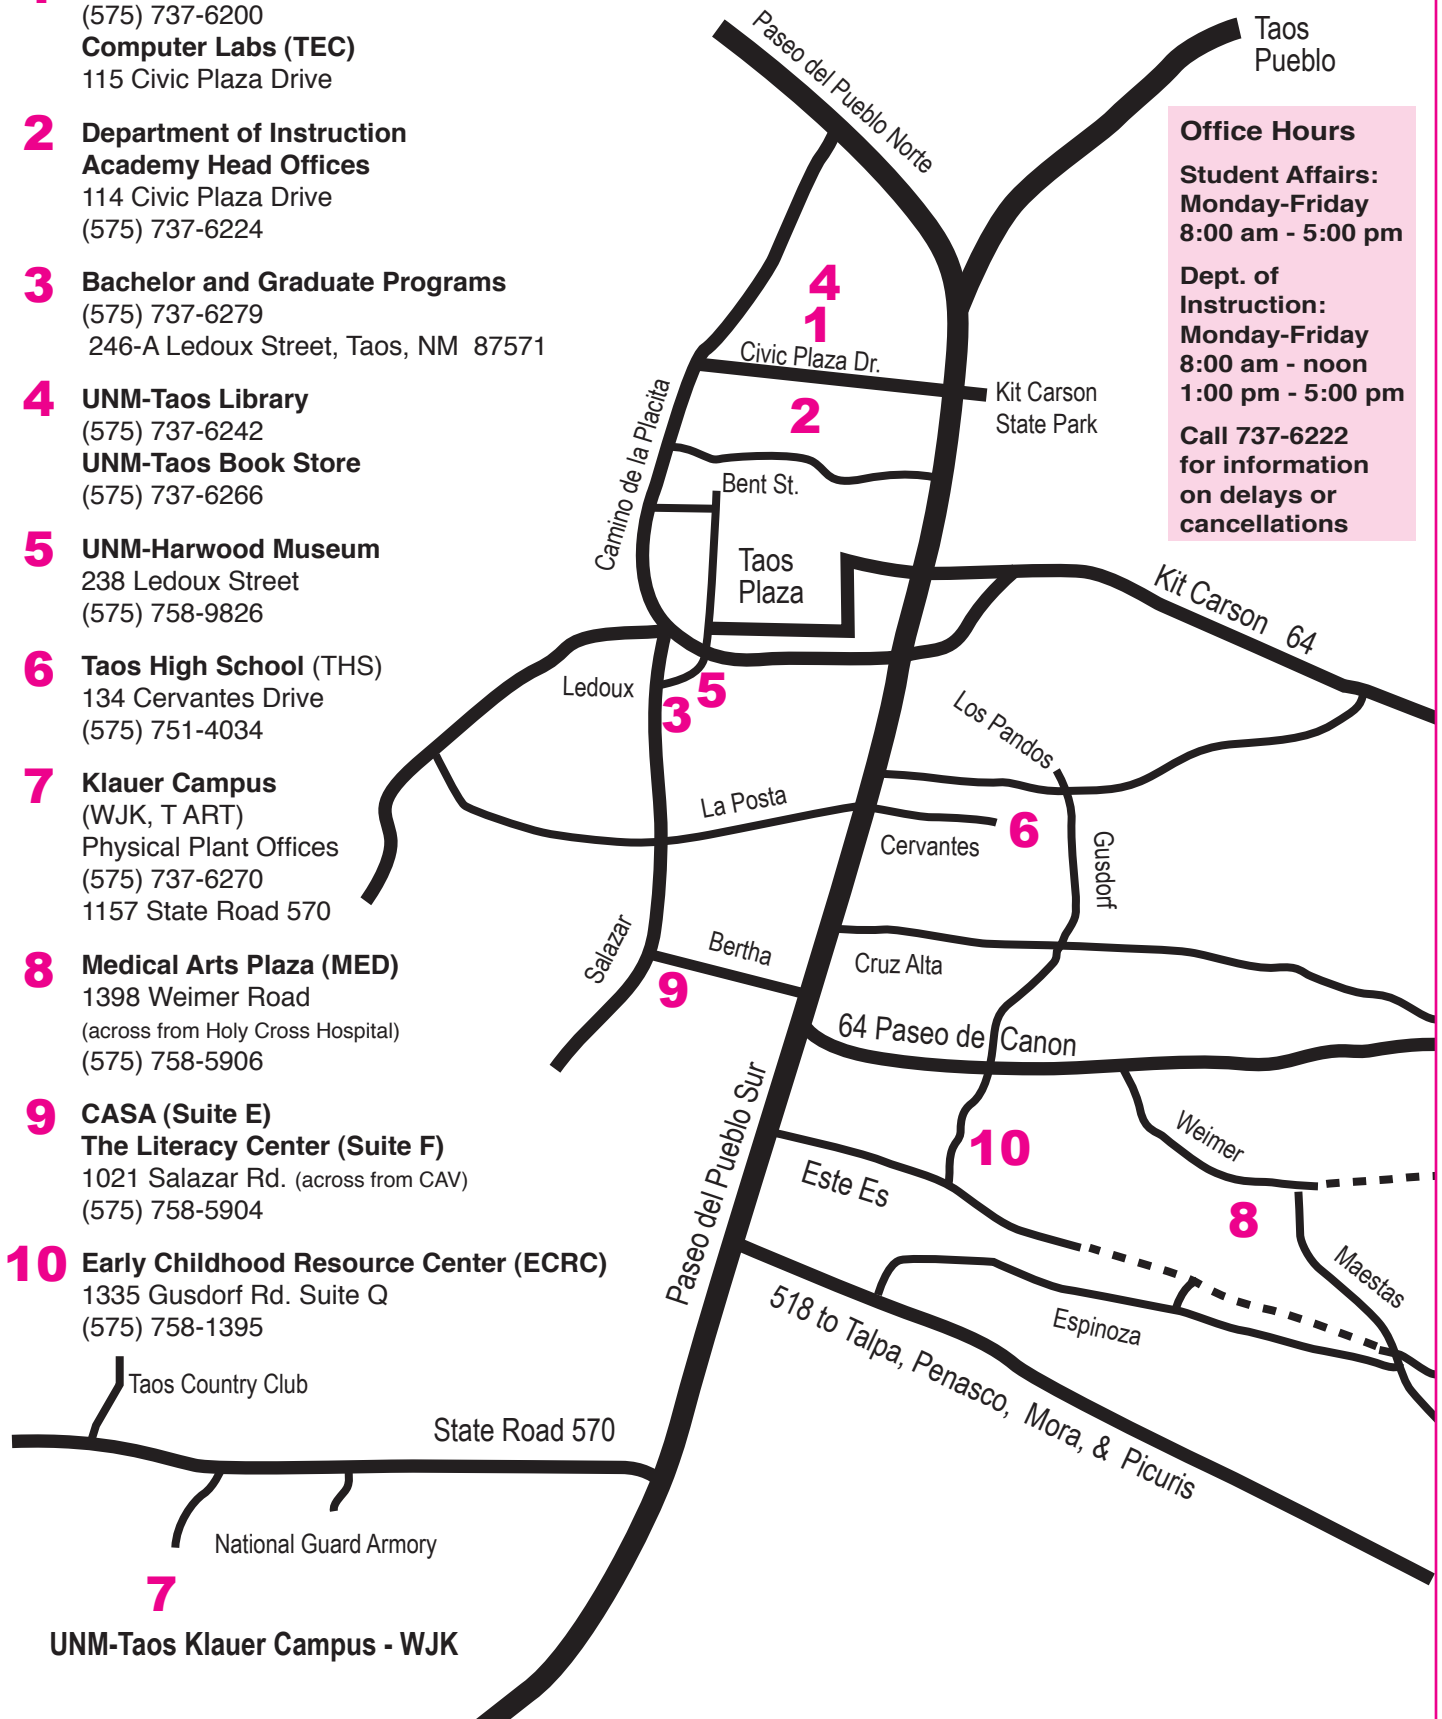 (575) 737-6200
Computer Labs (TEC)
115 Civic Plaza Drive
2 Department of Instruction
Academy Head Offices
114 Civic Plaza Drive
(575) 737-6224
3 Bachelor and Graduate Programs
(575) 737-6279
246-A Ledoux Street, Taos, NM 87571
4 UNM-Taos Library
(575) 737-6242
UNM-Taos Book Store
(575) 737-6266
5 UNM-Harwood Museum
238 Ledoux Street
(575) 758-9826
6 Taos High School (THS)
134 Cervantes Drive
(575) 751-4034
7 Klauer Campus
(WJK, T ART)
Physical Plant Offices
(575) 737-6270
1157 State Road 570
8 Medical Arts Plaza (MED)
1398 Weimer Road
(across from Holy Cross Hospital)
(575) 758-5906
9 CASA (Suite E)
The Literacy Center (Suite F)
1021 Salazar Rd. (across from CAV)
(575) 758-5904
10 Early Childhood Resource Center (ECRC)
1335 Gusdorf Rd. Suite Q
(575) 758-1395
Paseo del Pueblo Norte
Taos
Pueblo
Office Hours
Student Affairs:
Monday-Friday
8:00 am - 5:00 pm
Dept. of
Instruction:
Monday-Friday
8:00 am - noon
1:00 pm - 5:00 pm
Call 737-6222
for information
on delays or
cancellations
4
1
Civic Plaza Dr.
Kit Carson
State Park
2
Camino de la Placita
Bent St.
Taos
Plaza
Kit Carson 64
Ledoux
5
3
Los Pandos
La Posta
6
Cervantes
Gusdorf
Salazar
Bertha
9
Cruz Alta
64 Paseo de Canon
Paseo del Pueblo Sur
10
Weimer
Este Es
8
Maestas
Espinoza
518 to Talpa, Penasco, Mora, & Picuris
Taos Country Club
State Road 570
National Guard Armory
7
UNM-Taos Klauer Campus - WJK